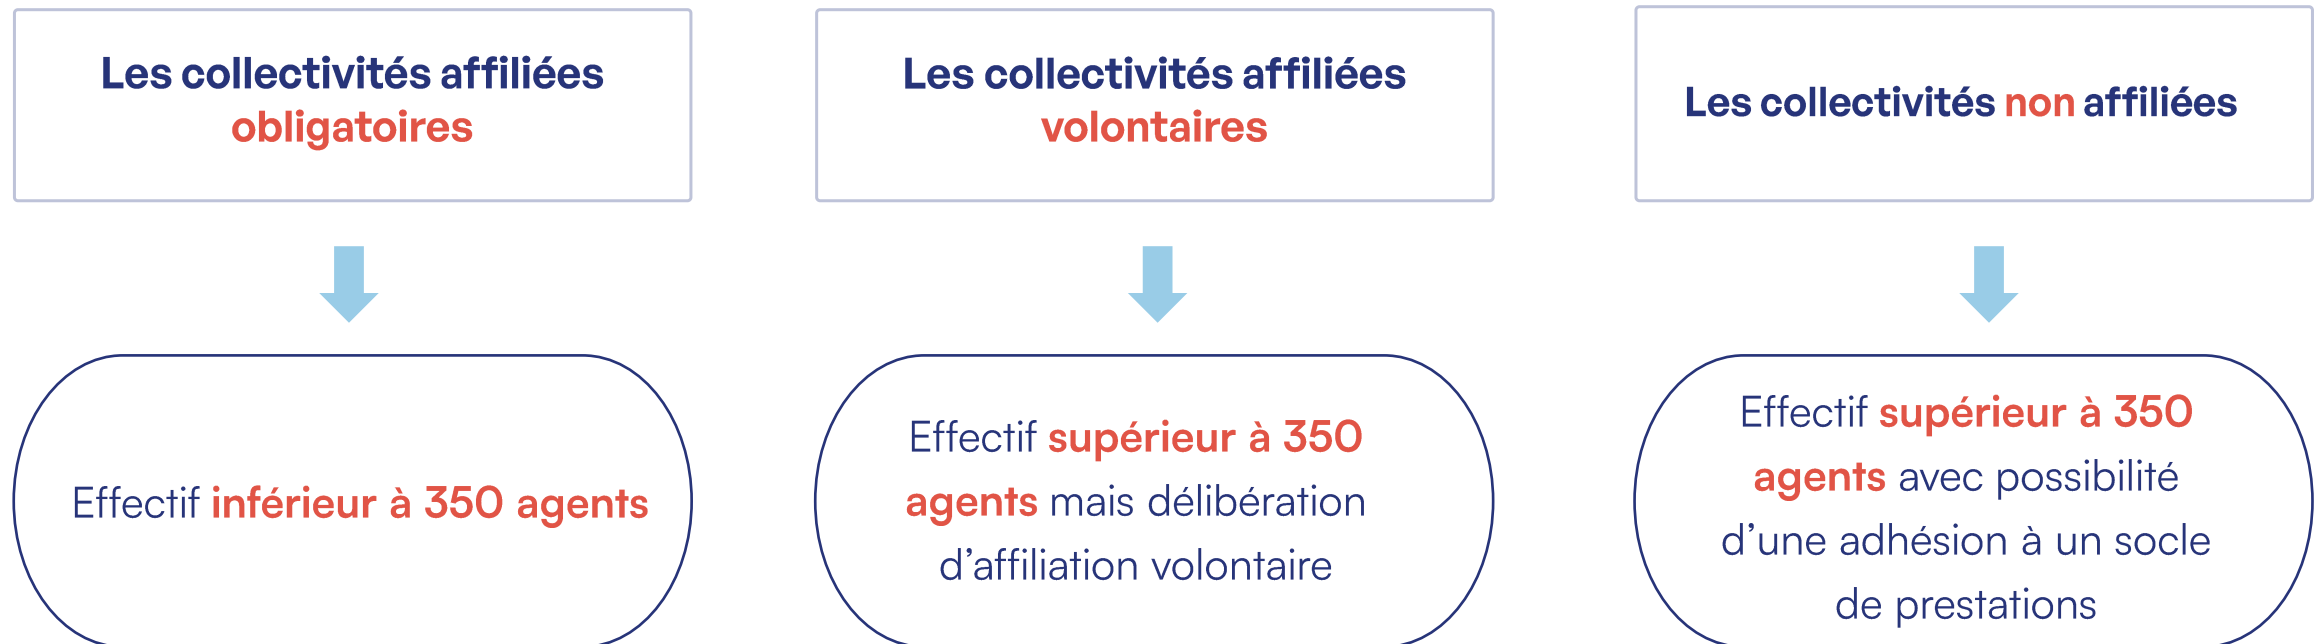 Les collectivités affiliées
obligatoires
Les collectivités affiliées
volontaires
Les collectivités non affiliées
Effectif inférieur à 350 agents
Effectif supérieur à 350
agents mais délibération
d’affiliation volontaire
Effectif supérieur à 350
agents avec possibilité
d’une adhésion à un socle
de prestations